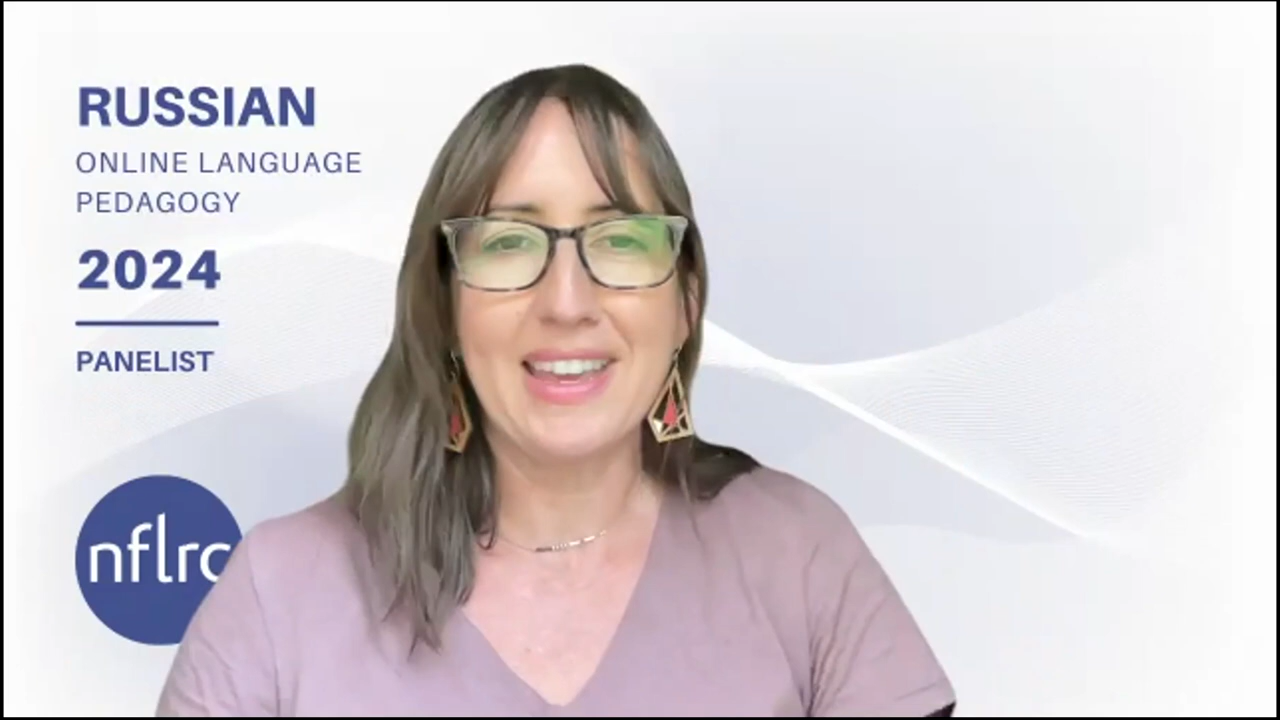 RUSSIAN
ONLINE LANGUAGE
PEDAGOGY
2024
PANELIST
nflrc